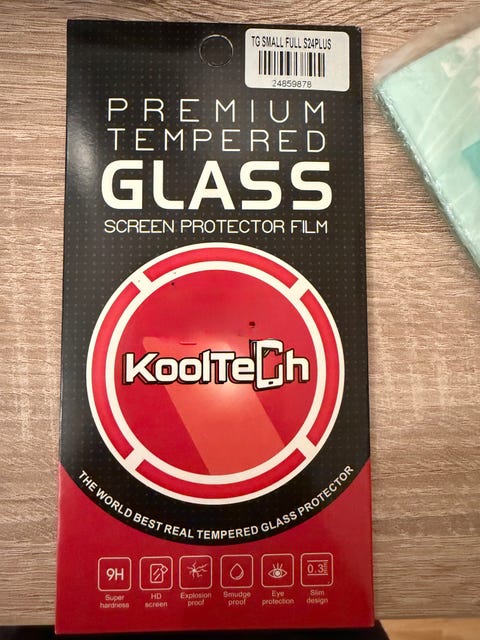 TG SMALL FULL S24PLUS
24859878
PREMIUM
TEMPERED
GLASS
SCREEN PROTECTOR FILM
KoolTech
THE WORLD BEST REAL TEMPERED GLASS PROTECTOR
9H
0.3mm
Super hardness
HD screen
Explosion proof
Smudge proof
Eye protection
Slim design